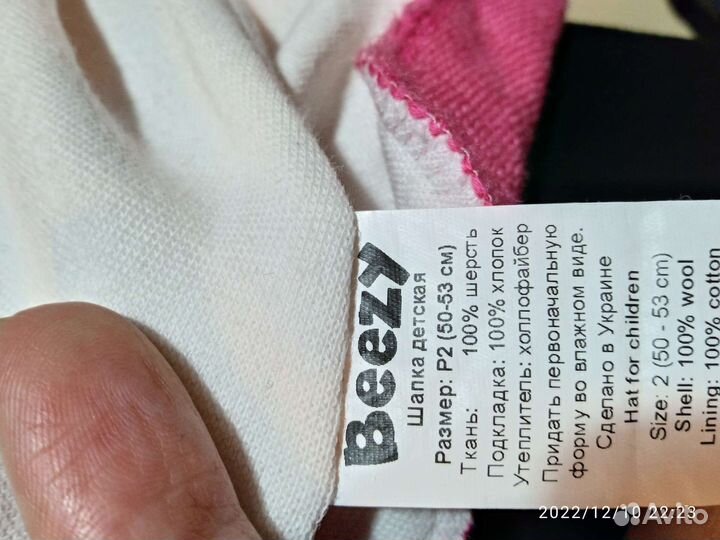 Beezy
Шапка детская
Размер: P2 (50-53 см)
Ткань: 100% шерсть
Подкладка: 100% хлопок
Утеплитель: холлофайбер
Придать первоначальную
форму во влажном виде.
Сделано в Украине
Hat for children
Size: 2 (50 - 53 cm)
Shell: 100% wool
Lining: 100% cotton
2022/12/10 22:23
Avito